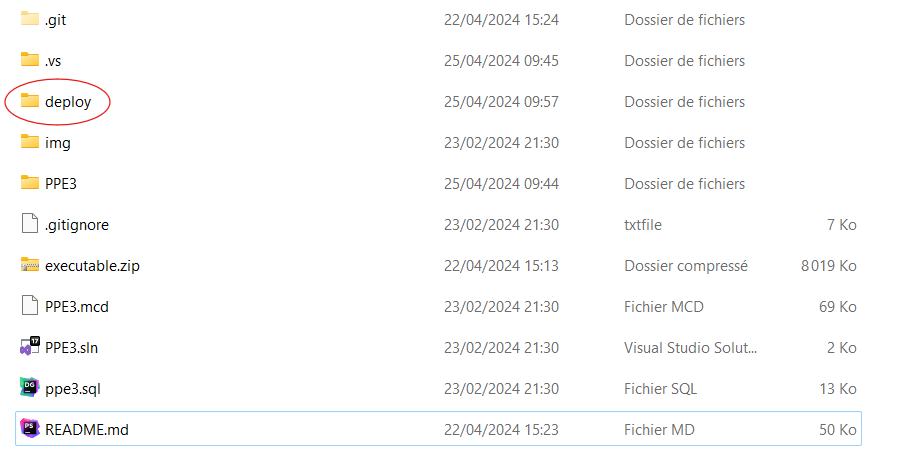 .git 22/04/2024 15:24 Dossier de fichiers
.vs 25/04/2024 09:45 Dossier de fichiers
deploy 25/04/2024 09:57 Dossier de fichiers
img 23/02/2024 21:30 Dossier de fichiers
PPE3 25/04/2024 09:44 Dossier de fichiers
.gitignore 23/02/2024 21:30 txtfile 7 Ko
executable.zip 22/04/2024 15:13 Dossier compressé 8 019 Ko
PPE3.mcd 23/02/2024 21:30 Fichier MCD 69 Ko
17 PPE3.sln 23/02/2024 21:30 Visual Studio Solut... 2 Ko
DG ppe3.sql 23/02/2024 21:30 Fichier SQL 13 Ko
PS README.md 22/04/2024 15:23 Fichier MD 50 Ko